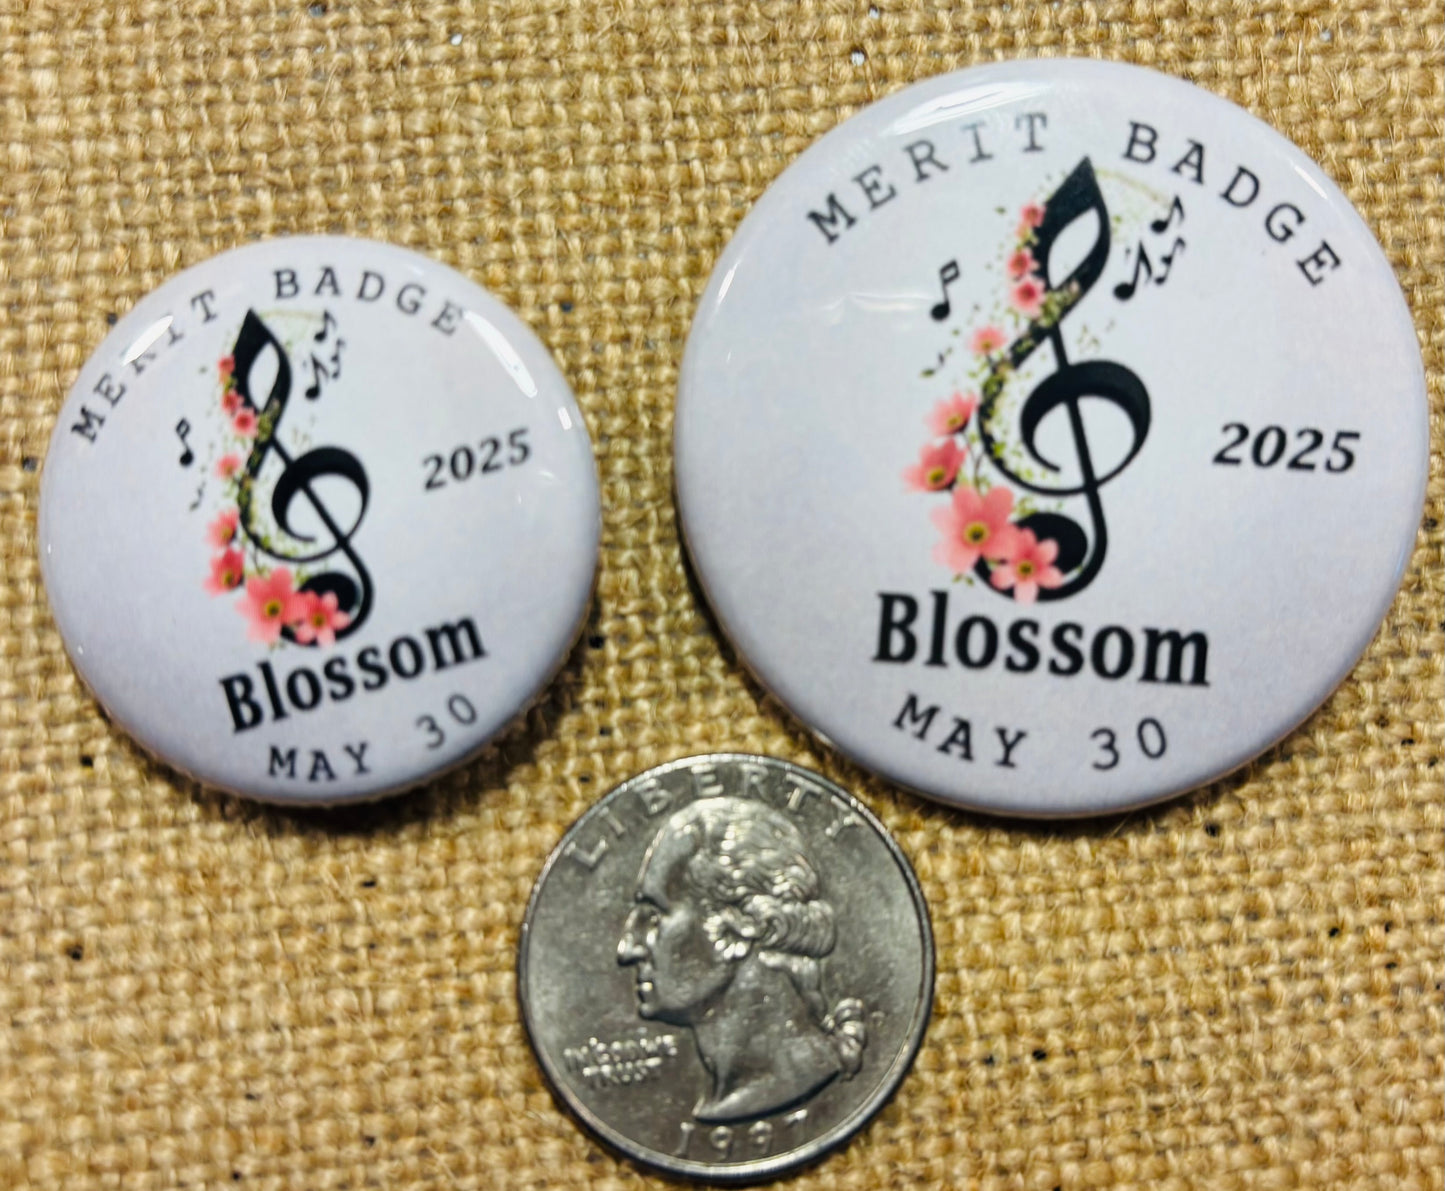 MERIT BADGE
2025
Blossom
MAY 30
MERIT BADGE
2025
Blossom
MAY 30
LIBERTY
IN GOD WE
TRUST
1997